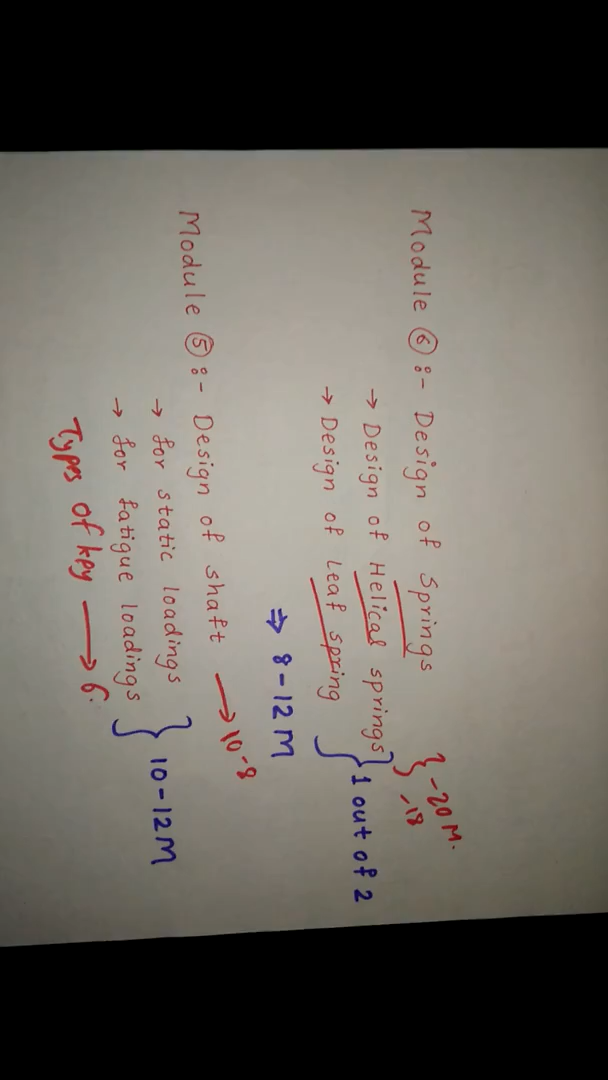 Module ⑥ :- Design of Springs } -20 M.
-18
→ Design of Helical springs
→ Design of Leaf spring } 1 out of 2
⇒ 8-12 M
Module ⑤ :- Design of shaft → 10-8
→ for static loadings
→ for fatigue loadings } 10-12M
Types of key → 6.